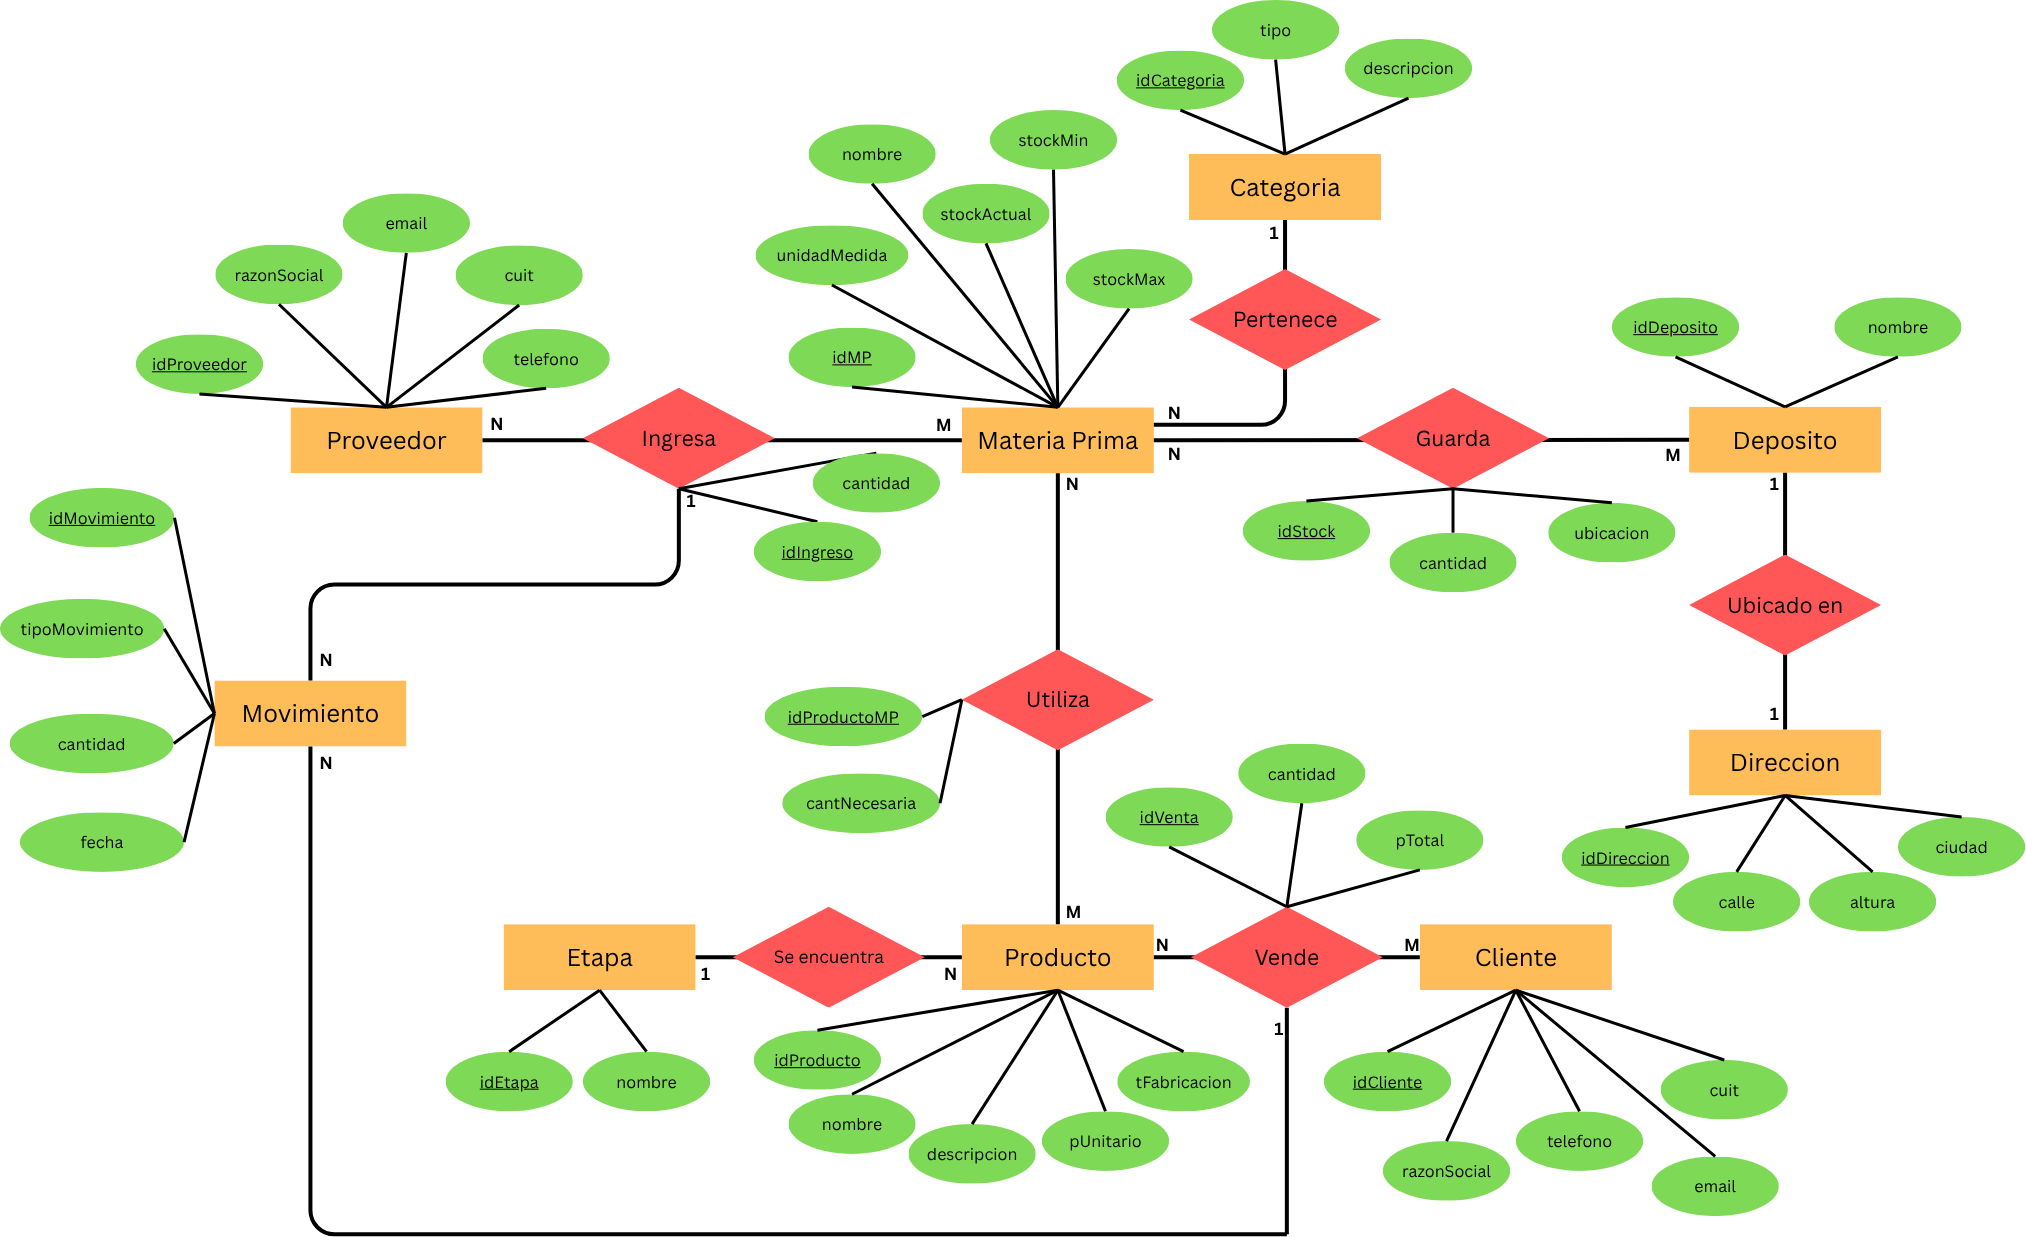 tipo
descripcion
idCategoria
Categoria
1
Pertenece
stockMin
nombre
stockActual
unidadMedida
stockMax
idMP
email
razonSocial
cuit
telefono
idProveedor
idDeposito
nombre
Proveedor
N
Ingresa
M
Materia Prima
N
N
Guarda
M
Deposito
1
cantidad
idIngreso
1
N
idStock
cantidad
ubicacion
idMovimiento
tipoMovimiento
Ubicado en
N
Movimiento
N
cantidad
fecha
Utiliza
idProductoMP
cantNecesaria
1
Direccion
cantidad
idVenta
pTotal
idDireccion
calle
altura
ciudad
M
Etapa
1
Se encuentra
N
Producto
N
Vende
M
Cliente
1
idEtapa
nombre
idProducto
nombre
descripcion
pUnitario
tFabricacion
idCliente
razonSocial
telefono
email
cuit